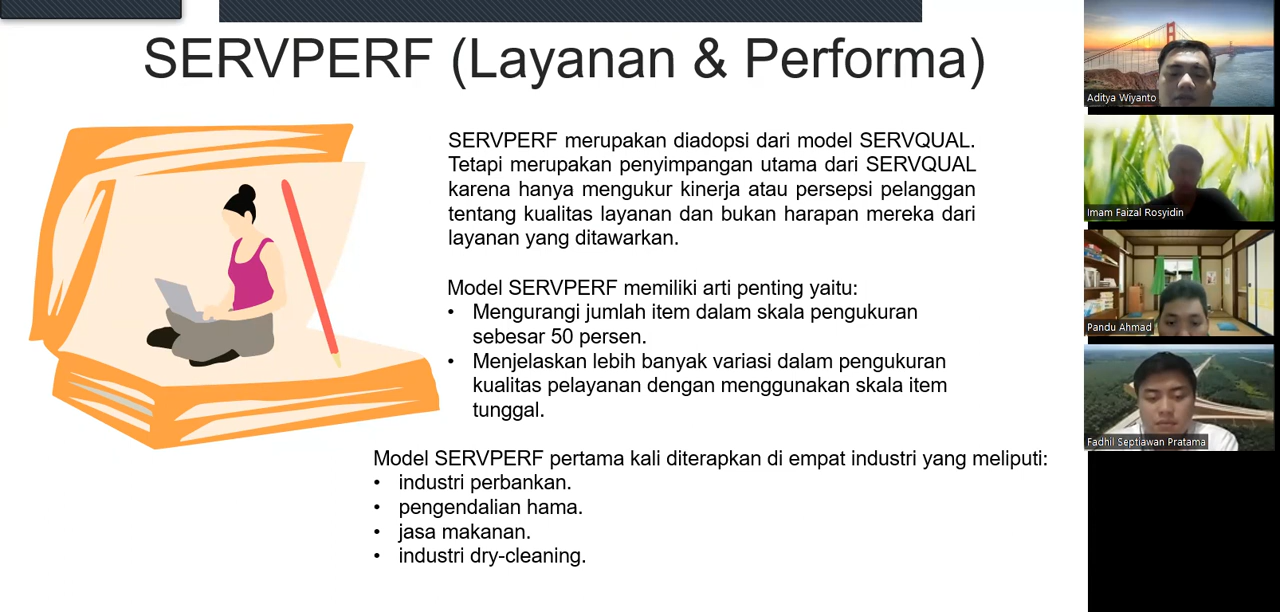 SERVPERF (Layanan & Performa)
SERVPERF merupakan diadopsi dari model SERVQUAL.
Tetapi merupakan penyimpangan utama dari SERVQUAL
karena hanya mengukur kinerja atau persepsi pelanggan
tentang kualitas layanan dan bukan harapan mereka dari
layanan yang ditawarkan.
Model SERVPERF memiliki arti penting yaitu:
• Mengurangi jumlah item dalam skala pengukuran
sebesar 50 persen.
• Menjelaskan lebih banyak variasi dalam pengukuran
kualitas pelayanan dengan menggunakan skala item
tunggal.
Model SERVPERF pertama kali diterapkan di empat industri yang meliputi:
• industri perbankan.
• pengendalian hama.
• jasa makanan.
• industri dry-cleaning.
Aditya Wiyanto
Imam Faizal Rosyidin
Pandu Ahmad
Fadhil Septiawan Pratama